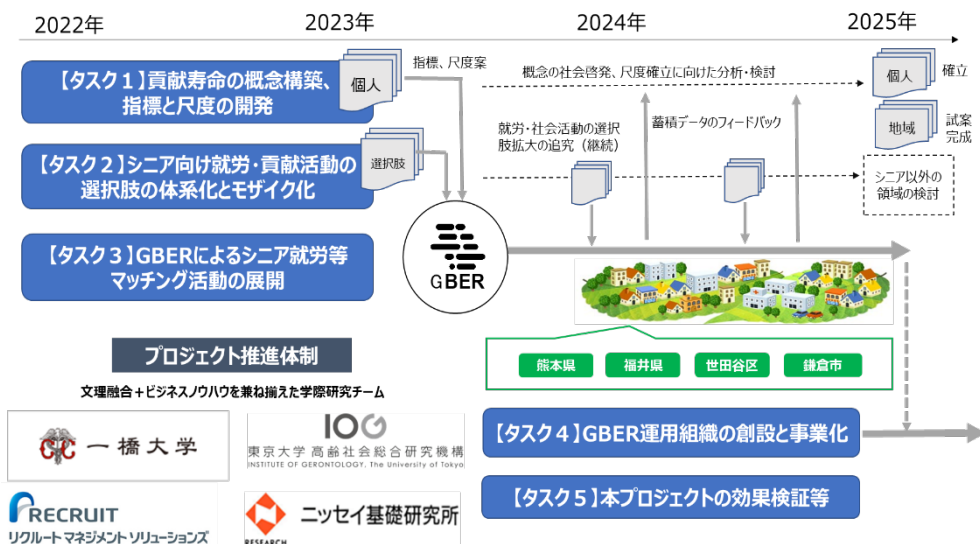 2022年
2023年
2024年
2025年
【タスク１】貢献寿命の概念構築、
指標と尺度の開発
個人
指標、尺度案
概念の社会啓発、尺度確立に向けた分析・検討
個人
確立
地域
試案
完成
就労・社会活動の選択
肢拡大の追究（継続）
蓄積データのフィードバック
【タスク２】シニア向け就労・貢献活動の
選択肢の体系化とモザイク化
選択肢
シニア以外の
領域の検討
【タスク３】GBERによるシニア就労等
マッチング活動の展開
GBER
熊本県
福井県
世田谷区
鎌倉市
プロジェクト推進体制
文理融合＋ビジネスノウハウを兼ね揃えた学際研究チーム
一橋大学
IOG
東京大学 高齢社会総合研究機構
INSTITUTE OF GERONTOLOGY, The University of Tokyo
RECRUIT
リクルート マネジメント ソリューションズ
ニッセイ基礎研究所
RESEARCH
【タスク４】GBER運用組織の創設と事業化
【タスク５】本プロジェクトの効果検証等